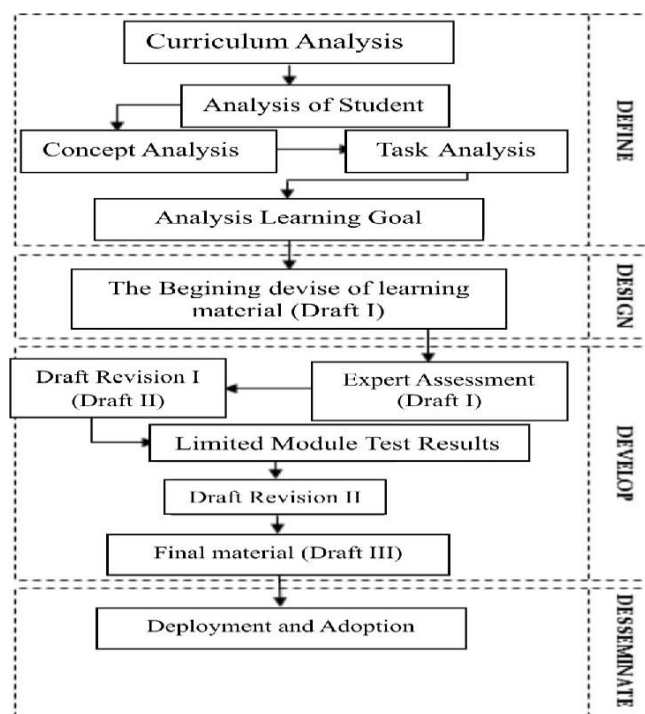 Curriculum Analysis
Analysis of Student
Concept Analysis
Task Analysis
Analysis Learning Goal
DEFINE
The Begining devise of learning
material (Draft I)
DESIGN
Draft Revision I
(Draft II)
Expert Assessment
(Draft I)
Limited Module Test Results
Draft Revision II
Final material (Draft III)
DEVELOP
Deployment and Adoption
DESSEMINATE